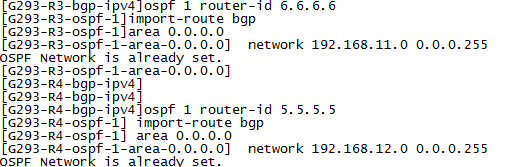 [G293-R3-bgp-ipv4]ospf 1 router-id 6.6.6.6
[G293-R3-ospf-1]import-route bgp
[G293-R3-ospf-1]area 0.0.0.0
[G293-R3-ospf-1-area-0.0.0.0]  network 192.168.11.0 0.0.0.255
OSPF Network is already set.
[G293-R3-ospf-1-area-0.0.0.0]
[G293-R4-bgp-ipv4]
[G293-R4-bgp-ipv4]
[G293-R4-bgp-ipv4]ospf 1 router-id 5.5.5.5
[G293-R4-ospf-1] import-route bgp
[G293-R4-ospf-1] area 0.0.0.0
[G293-R4-ospf-1-area-0.0.0.0]  network 192.168.12.0 0.0.0.255
OSPF Network is already set.